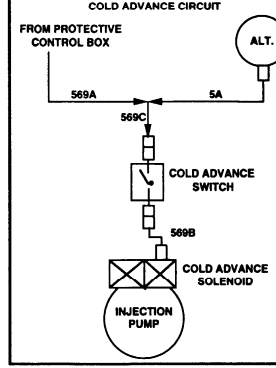 COLD ADVANCE CIRCUIT
FROM PROTECTIVE
CONTROL BOX
ALT.
569A
5A
569C
COLD ADVANCE
SWITCH
569B
COLD ADVANCE
SOLENOID
INJECTION
PUMP